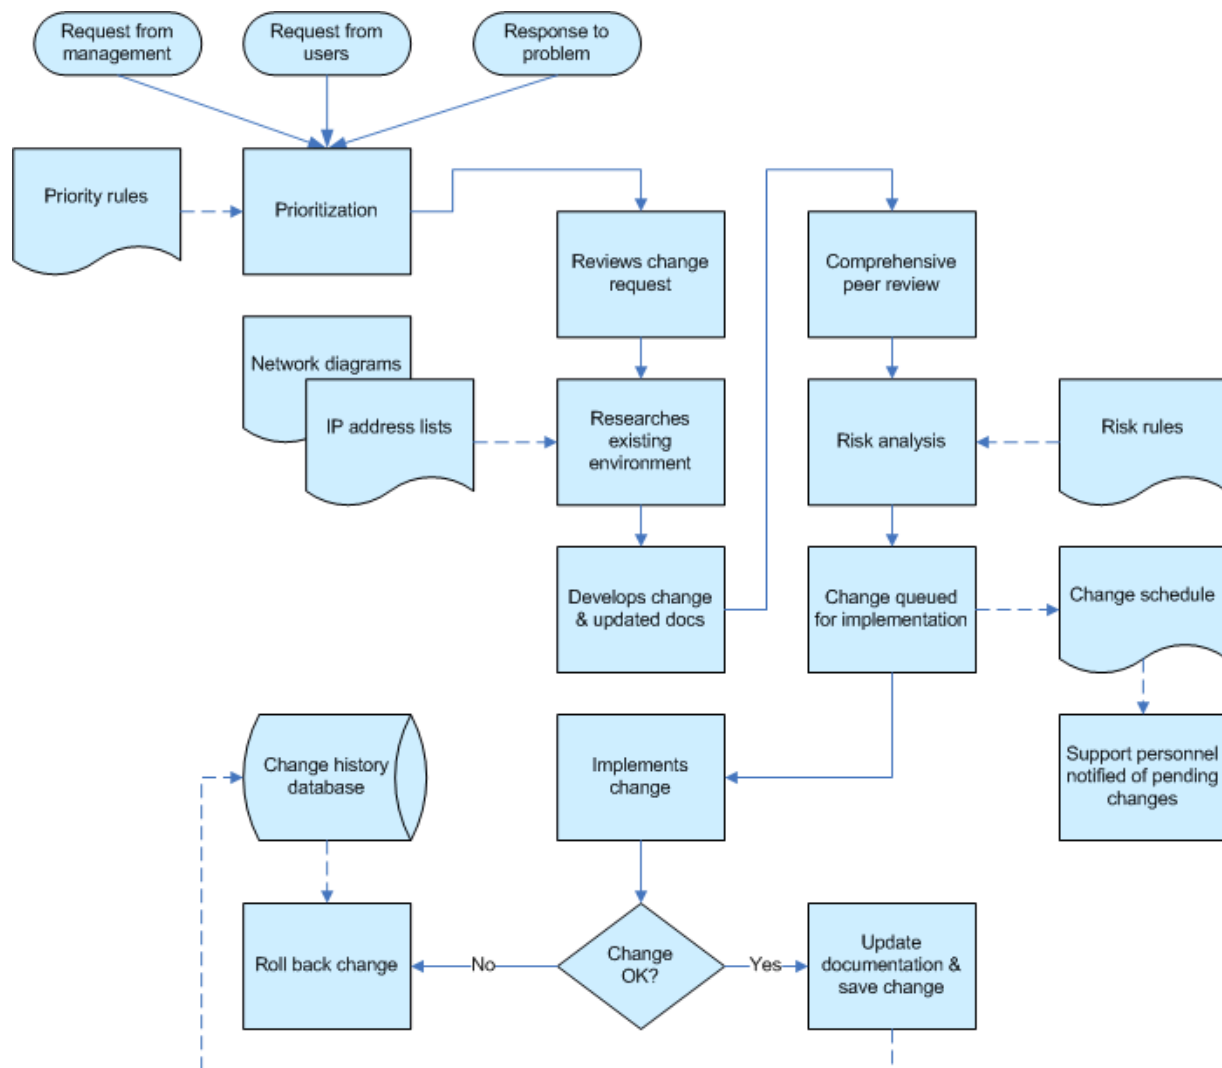 Request from
management
Request from
users
Response to
problem
Priority rules
Prioritization
Reviews change
request
Comprehensive
peer review
Network diagrams
IP address lists
Researches
existing
environment
Risk analysis
Risk rules
Develops change
& updated docs
Change queued
for implementation
Change schedule
Change history
database
Implements
change
Support personnel
notified of pending
changes
Roll back change
No
Change
OK?
Yes
Update
documentation &
save change